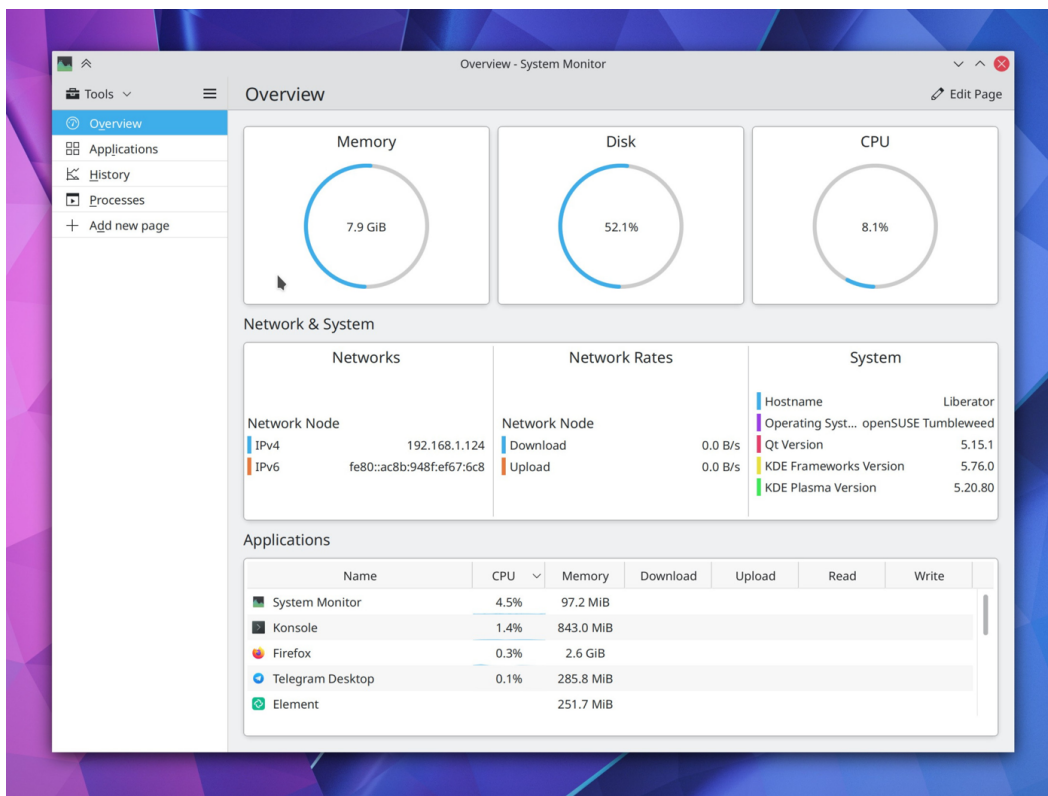 Overview - System Monitor
Tools
Overview
Edit Page
Overview
Applications
History
Processes
Add new page
Memory
7.9 GiB
Disk
52.1%
CPU
8.1%
Network & System
Networks
Network Node
IPv4 192.168.1.124
IPv6 fe80::ac8b:948f:ef67:6c8
Network Rates
Network Node
Download 0.0 B/s
Upload 0.0 B/s
System
Hostname Liberator
Operating Syst... openSUSE Tumbleweed
Qt Version 5.15.1
KDE Frameworks Version 5.76.0
KDE Plasma Version 5.20.80
Applications
Name CPU Memory Download Upload Read Write
System Monitor 4.5% 97.2 MiB
Konsole 1.4% 843.0 MiB
Firefox 0.3% 2.6 GiB
Telegram Desktop 0.1% 285.8 MiB
Element 251.7 MiB